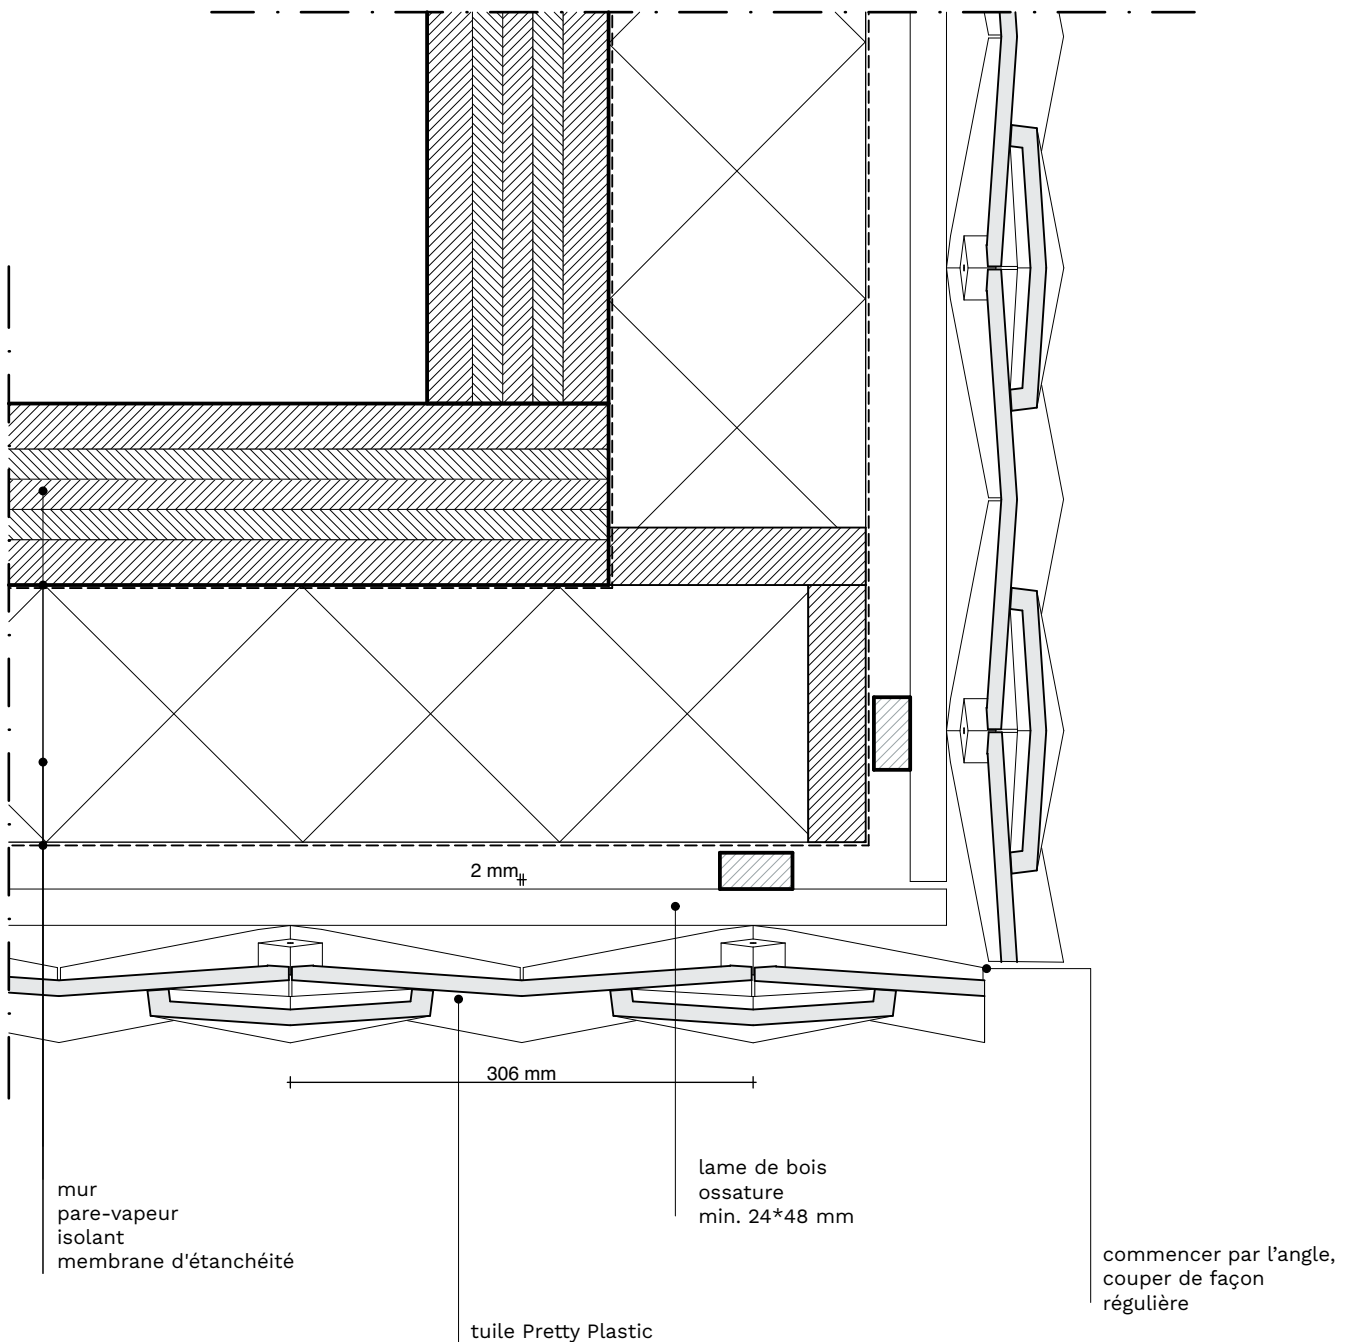 2 mm
306 mm
mur
pare-vapeur
isolant
membrane d'étanchéité
lame de bois
ossature
min. 24*48 mm
commencer par l’angle,
couper de façon
régulière
tuile Pretty Plastic